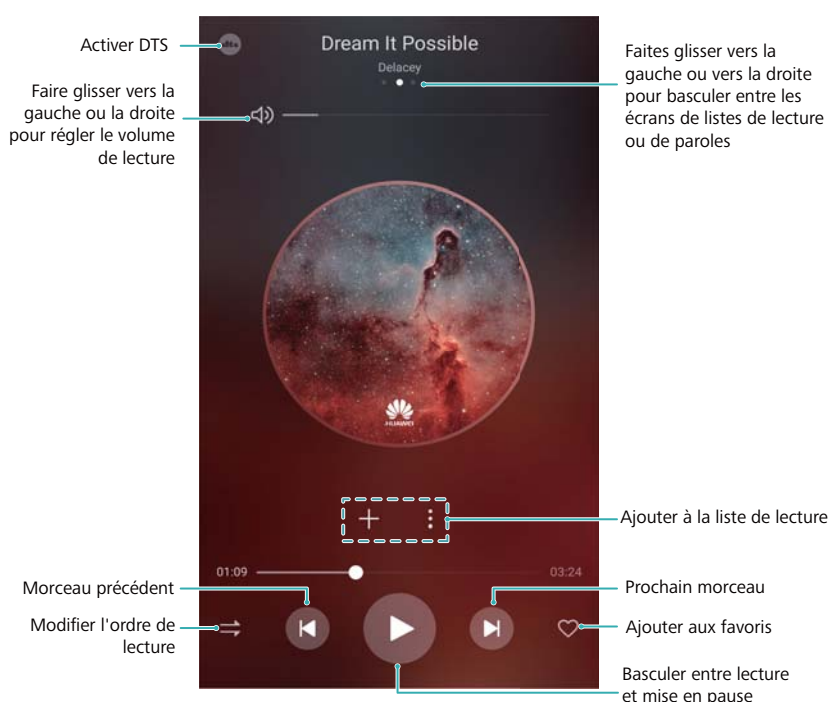 Activer DTS
Dream It Possible
Delacey
Faites glisser vers la
gauche ou vers la droite
pour basculer entre les
écrans de listes de lecture
ou de paroles
Faire glisser vers la
gauche ou la droite
pour régler le volume
de lecture
HUAWEI
Ajouter à la liste de lecture
01:09
03:24
Morceau précédent
Prochain morceau
Modifier l'ordre de
lecture
Ajouter aux favoris
Basculer entre lecture
et mise en pause